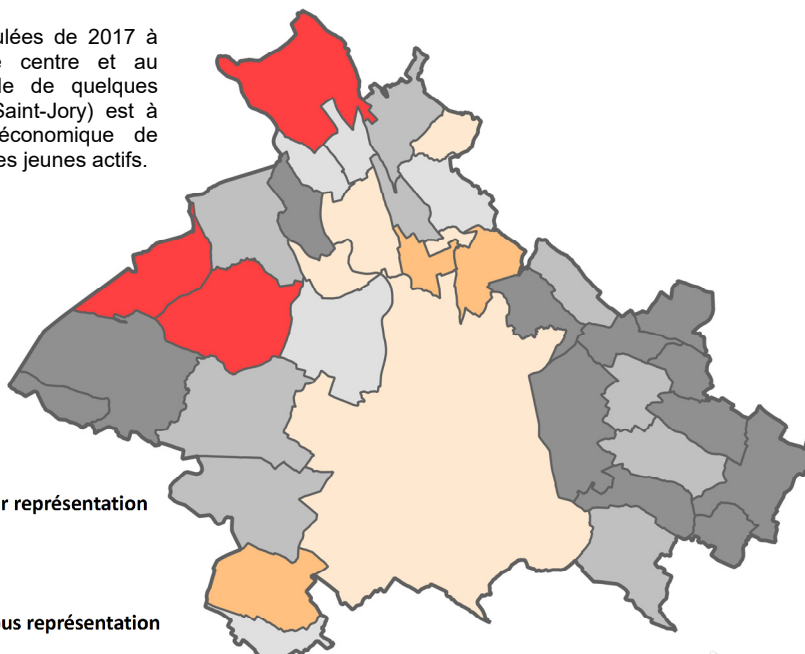 ulées de 2017 à
centre et au
le de quelques
Saint-Jory) est à
économique de
es jeunes actifs.
r représentation
us représentation